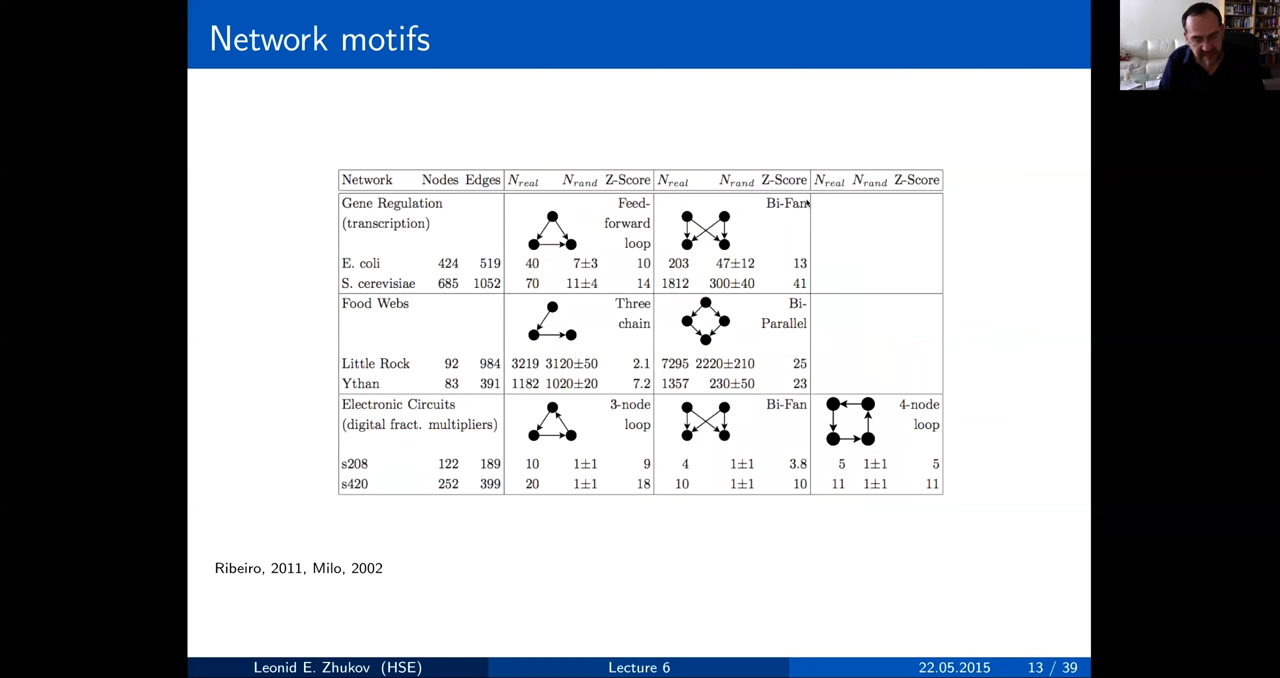 Network motifs
Network Nodes Edges N_real N_rand Z-Score N_real N_rand Z-Score N_real N_rand Z-Score
Gene Regulation Feed- Bi-Fan
(transcription) forward
loop
E. coli 424 519 40 7±3 10 203 47±12 13
S. cerevisiae 685 1052 70 11±4 14 1812 300±40 41
Food Webs Three Bi-
chain Parallel
Little Rock 92 984 3219 3120±50 2.1 7295 2220±210 25
Ythan 83 391 1182 1020±20 7.2 1357 230±50 23
Electronic Circuits 3-node Bi-Fan 4-node
(digital fract. multipliers) loop loop
s208 122 189 10 1±1 9 4 1±1 3.8 5 1±1 5
s420 252 399 20 1±1 18 10 1±1 10 11 1±1 11
Ribeiro, 2011, Milo, 2002
Leonid E. Zhukov (HSE) Lecture 6 22.05.2015 13 / 39